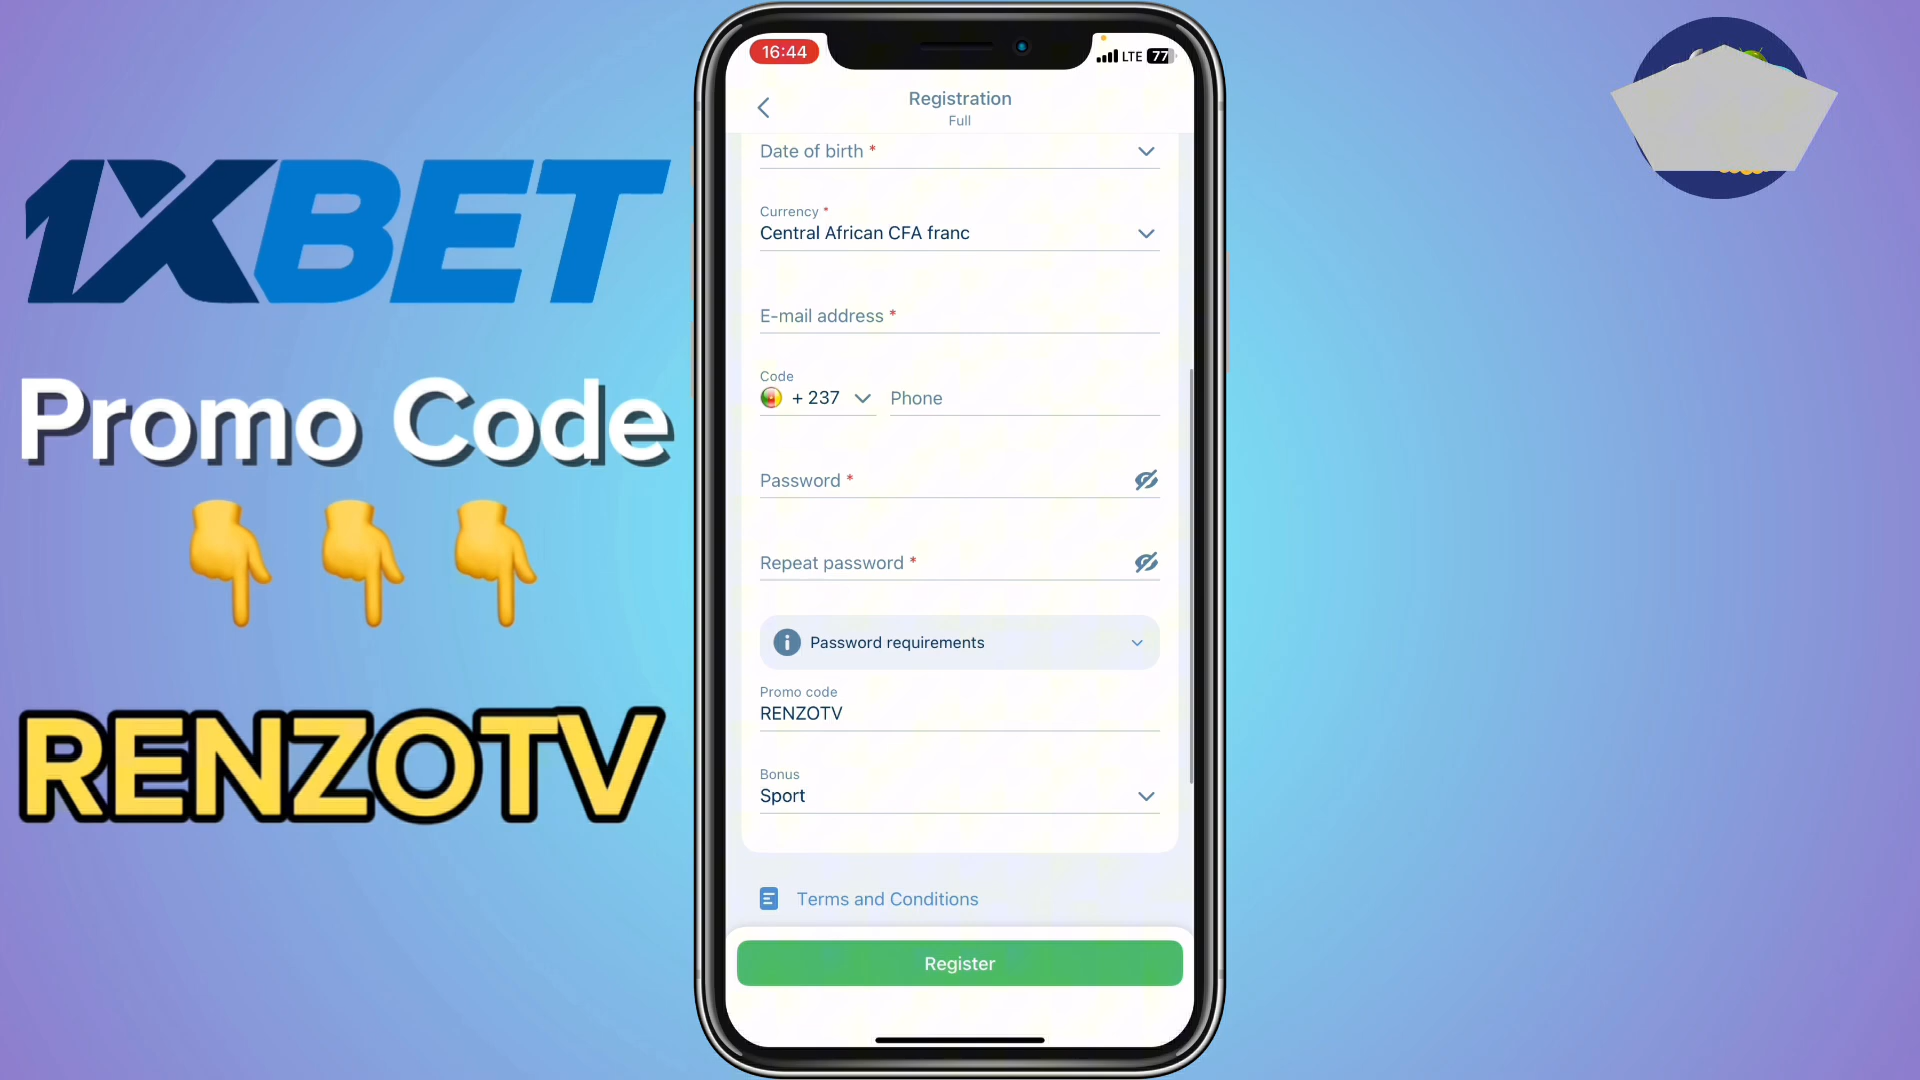 1XBET
Promo Code
RENZOTV
16:44
LTE 77
Registration
Full
Date of birth *
Currency *
Central African CFA franc
E-mail address *
Code
+ 237 Phone
Password *
Repeat password *
Password requirements
Promo code
RENZOTV
Bonus
Sport
Terms and Conditions
Register